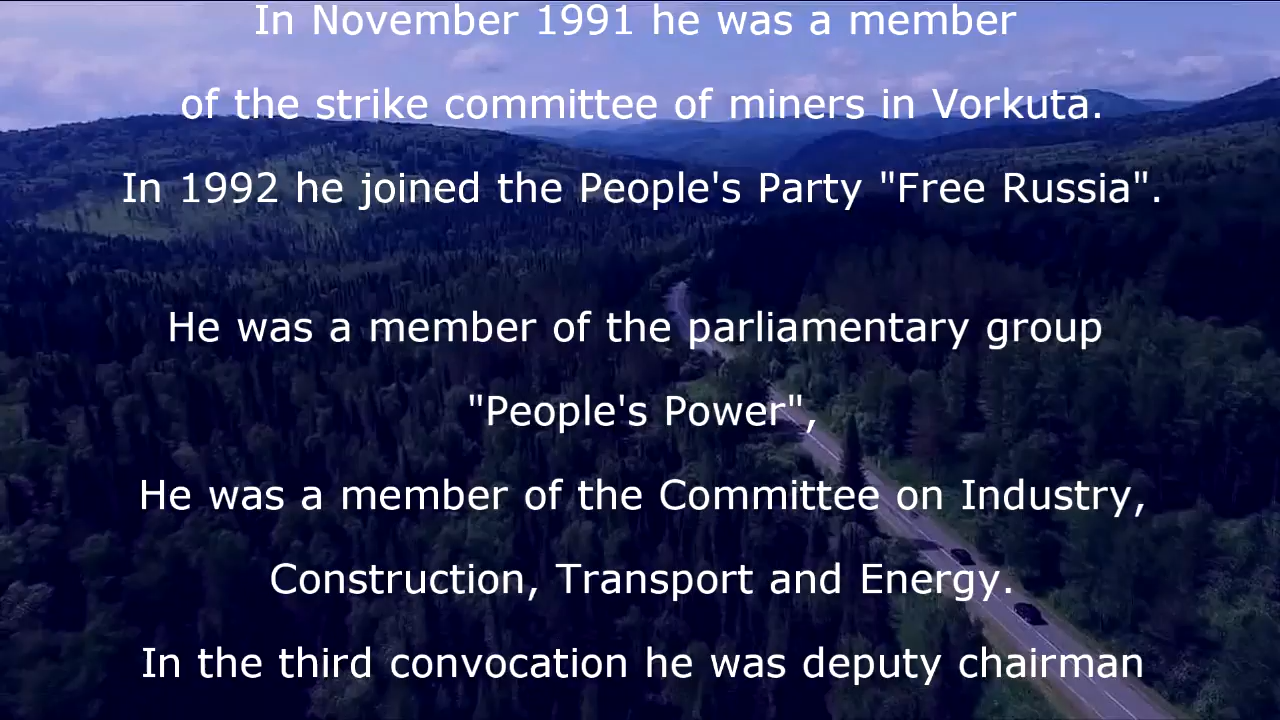 In November 1991 he was a member
of the strike committee of miners in Vorkuta.
In 1992 he joined the People's Party "Free Russia".
He was a member of the parliamentary group
"People's Power",
He was a member of the Committee on Industry,
Construction, Transport and Energy.
In the third convocation he was deputy chairman